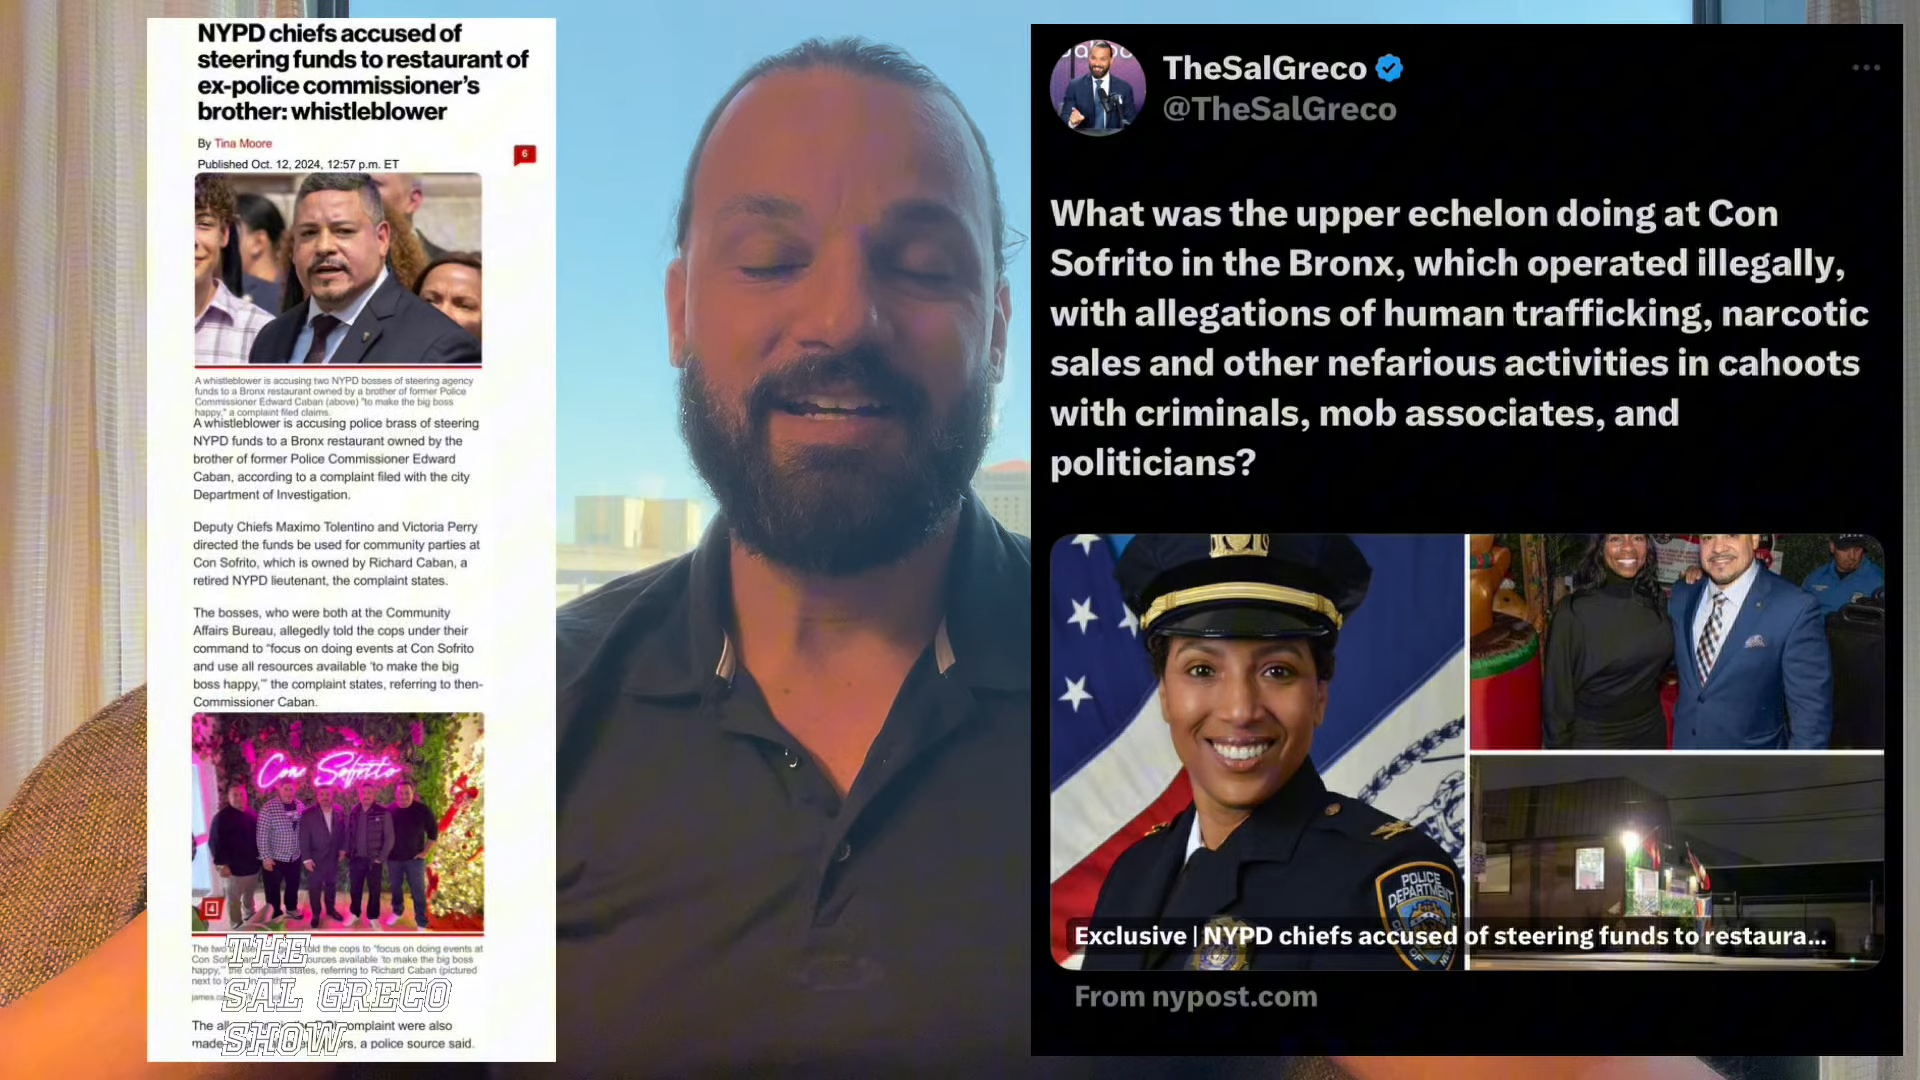 NYPD chiefs accused of
steering funds to restaurant of
ex-police commissioner's
brother: whistleblower
By Tina Moore
Published Oct. 12, 2024, 12:57 p.m. ET
6
A whistleblower is accusing two NYPD bosses of steering agency
funds to a Bronx restaurant owned by a brother of former Police
Commissioner Edward Caban (above) "to make the big boss
happy," a complaint filed claims.
A whistleblower is accusing police brass of steering
NYPD funds to a Bronx restaurant owned by the
brother of former Police Commissioner Edward
Caban, according to a complaint filed with the city
Department of Investigation.
Deputy Chiefs Maximo Tolentino and Victoria Perry
directed the funds be used for community parties at
Con Sofrito, which is owned by Richard Caban, a
retired NYPD lieutenant, the complaint states.
The bosses, who were both at the Community
Affairs Bureau, allegedly told the cops under their
command to "focus on doing events at Con Sofrito
and use all resources available 'to make the big
boss happy,'" the complaint states, referring to then-
Commissioner Caban.
Con Sofrito
4
The two told the cops to "focus on doing events at
Con resources available 'to make the big boss
happy,'" the complaint states, referring to Richard Caban (pictured
next to
The complaint were also
made a police source said.
THE
SAL GRECO
SHOW
TheSalGreco
@TheSalGreco
What was the upper echelon doing at Con
Sofrito in the Bronx, which operated illegally,
with allegations of human trafficking, narcotic
sales and other nefarious activities in cahoots
with criminals, mob associates, and
politicians?
POLICE
DEPARTMENT
Exclusive | NYPD chiefs accused of steering funds to restaura...
From nypost.com